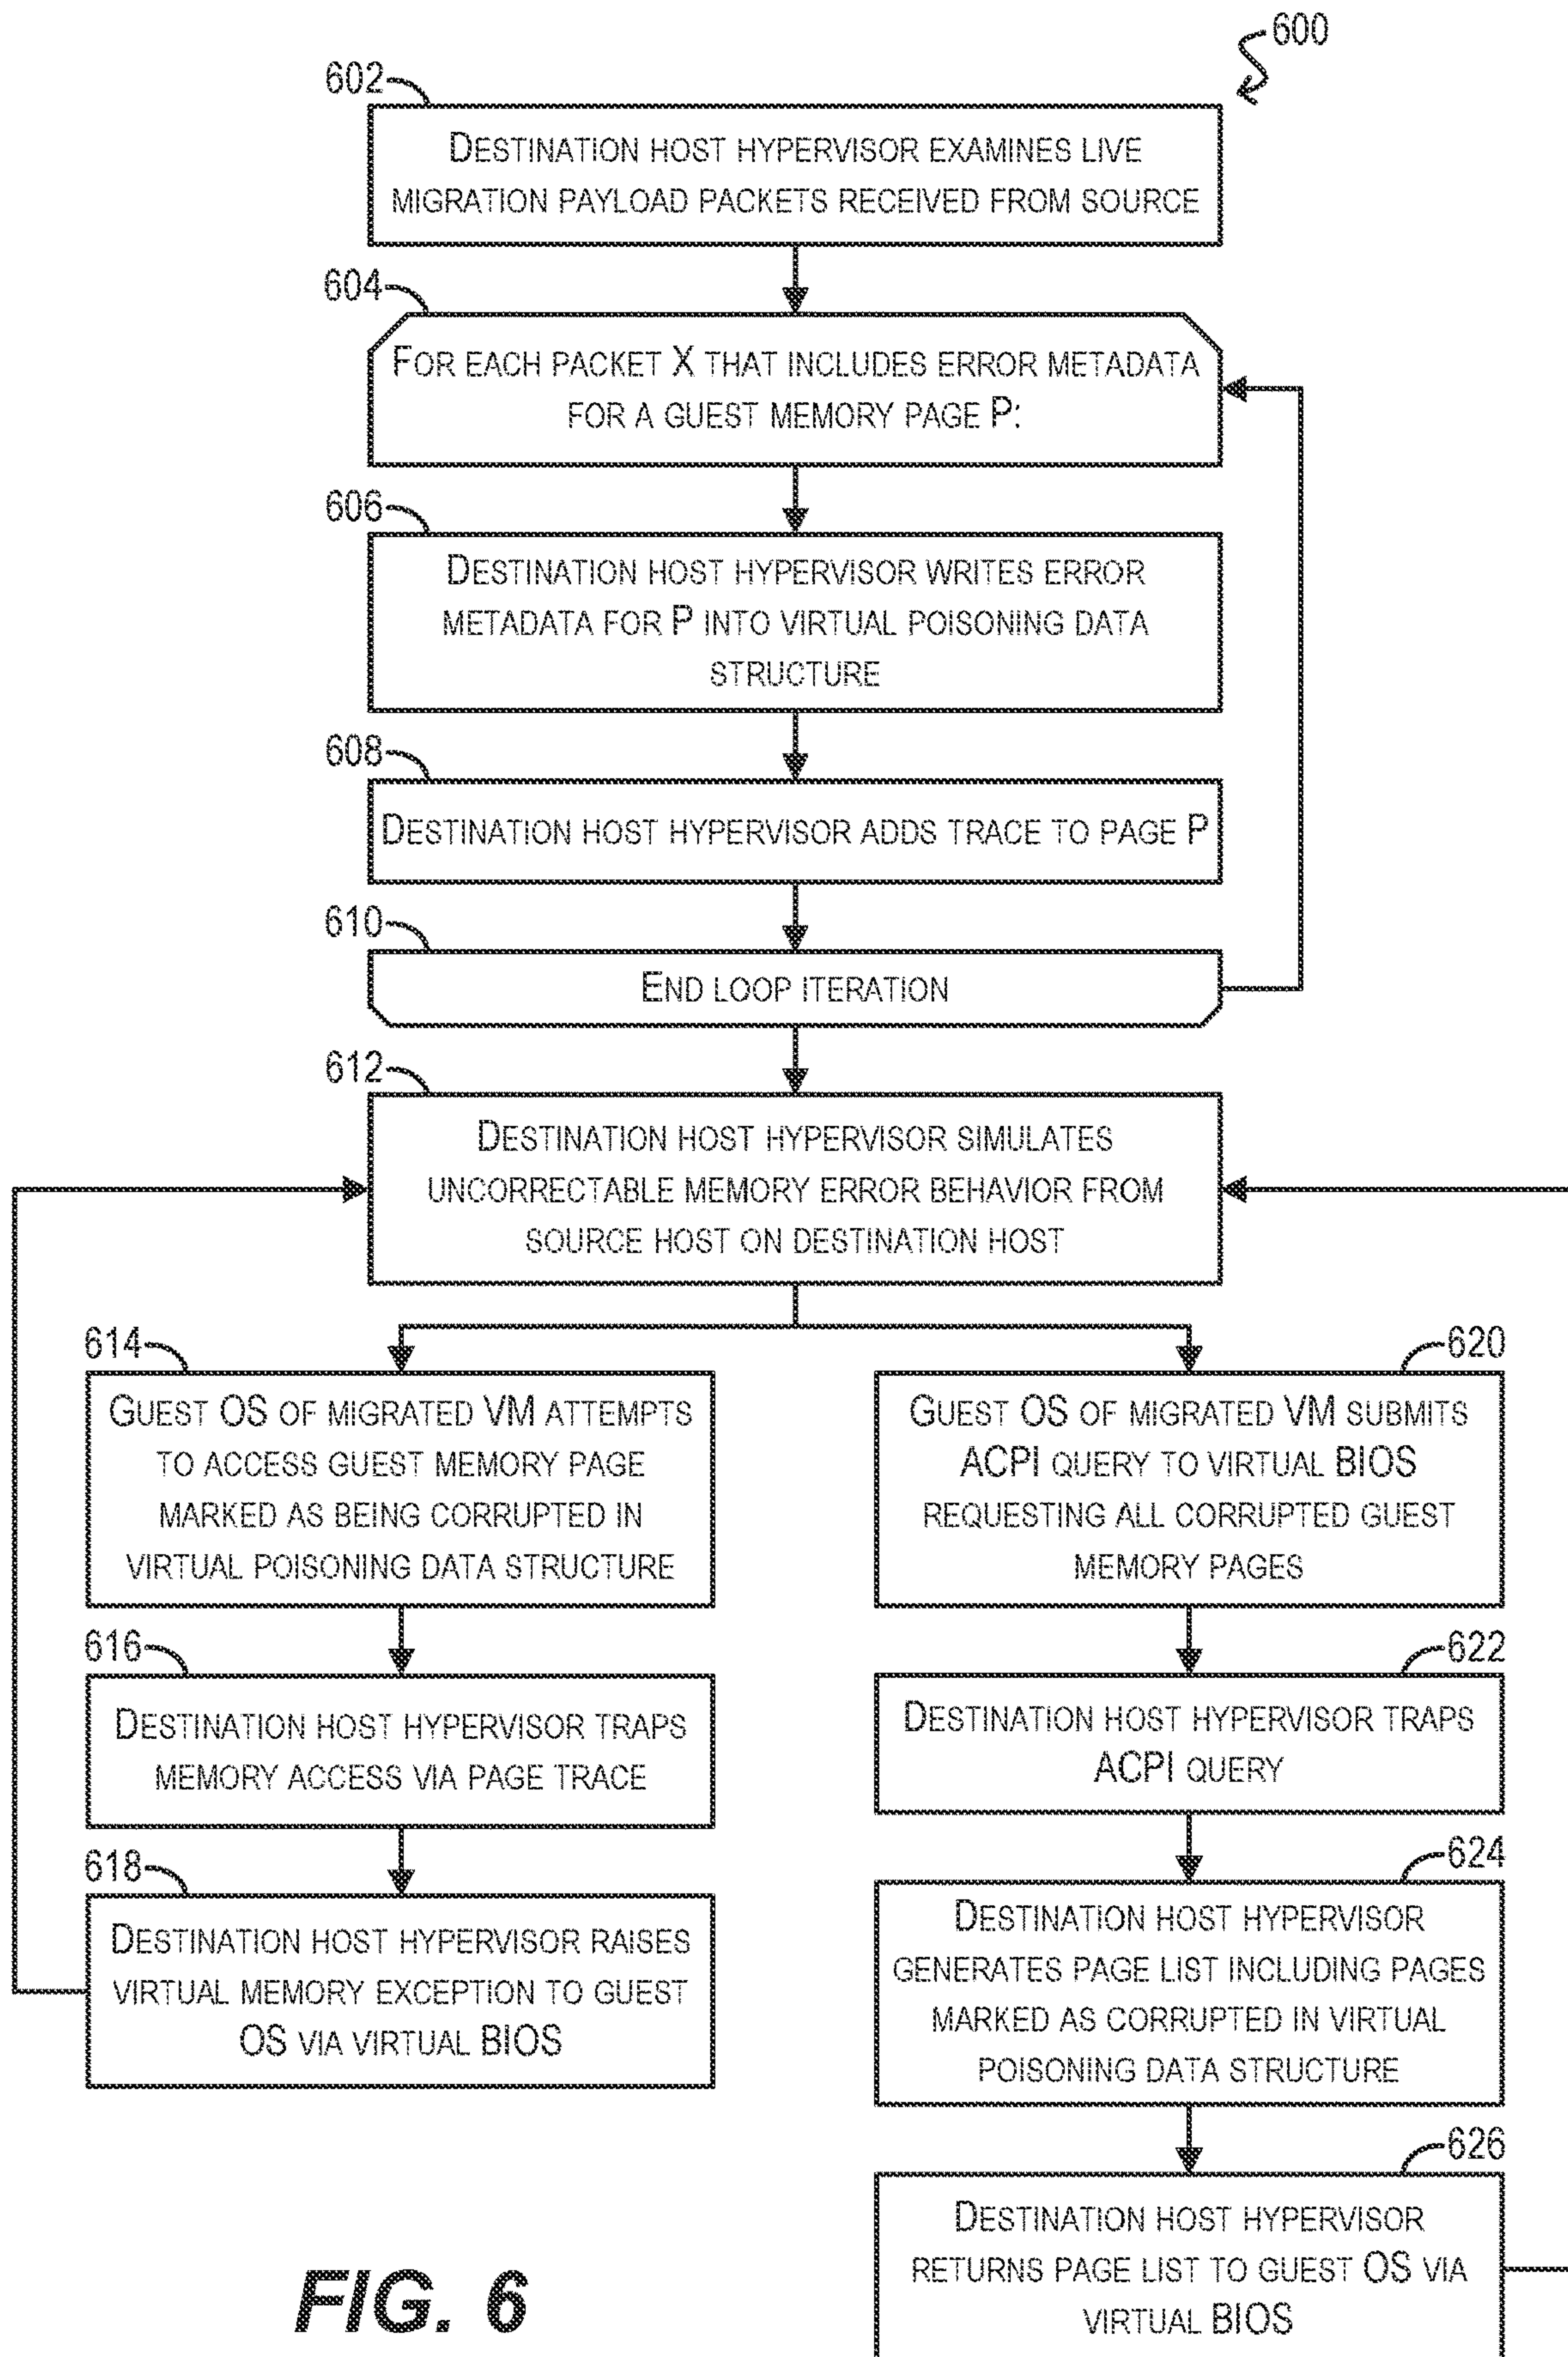 600
602
DESTINATION HOST HYPERVISOR EXAMINES LIVE
MIGRATION PAYLOAD PACKETS RECEIVED FROM SOURCE
604
FOR EACH PACKET X THAT INCLUDES ERROR METADATA
FOR A GUEST MEMORY PAGE P:
606
DESTINATION HOST HYPERVISOR WRITES ERROR
METADATA FOR P INTO VIRTUAL POISONING DATA
STRUCTURE
608
DESTINATION HOST HYPERVISOR ADDS TRACE TO PAGE P
610
END LOOP ITERATION
612
DESTINATION HOST HYPERVISOR SIMULATES
UNCORRECTABLE MEMORY ERROR BEHAVIOR FROM
SOURCE HOST ON DESTINATION HOST
614
GUEST OS OF MIGRATED VM ATTEMPTS
TO ACCESS GUEST MEMORY PAGE
MARKED AS BEING CORRUPTED IN
VIRTUAL POISONING DATA STRUCTURE
616
DESTINATION HOST HYPERVISOR TRAPS
MEMORY ACCESS VIA PAGE TRACE
618
DESTINATION HOST HYPERVISOR RAISES
VIRTUAL MEMORY EXCEPTION TO GUEST
OS VIA VIRTUAL BIOS
620
GUEST OS OF MIGRATED VM SUBMITS
ACPI QUERY TO VIRTUAL BIOS
REQUESTING ALL CORRUPTED GUEST
MEMORY PAGES
622
DESTINATION HOST HYPERVISOR TRAPS
ACPI QUERY
624
DESTINATION HOST HYPERVISOR
GENERATES PAGE LIST INCLUDING PAGES
MARKED AS CORRUPTED IN VIRTUAL
POISONING DATA STRUCTURE
626
DESTINATION HOST HYPERVISOR
RETURNS PAGE LIST TO GUEST OS VIA
VIRTUAL BIOS
FIG. 6